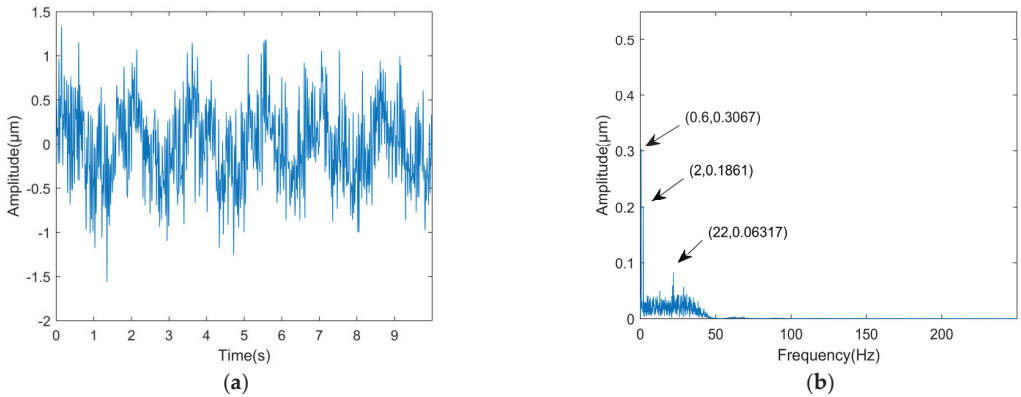 1.5
1
0.5
0
-0.5
-1
-1.5
-2
Amplitude(μm)
0 1 2 3 4 5 6 7 8 9
Time(s)
(a)
0.5
0.4
0.3
0.2
0.1
0
Amplitude(μm)
(0.6,0.3067)
(2,0.1861)
(22,0.06317)
0 50 100 150 200
Frequency(Hz)
(b)